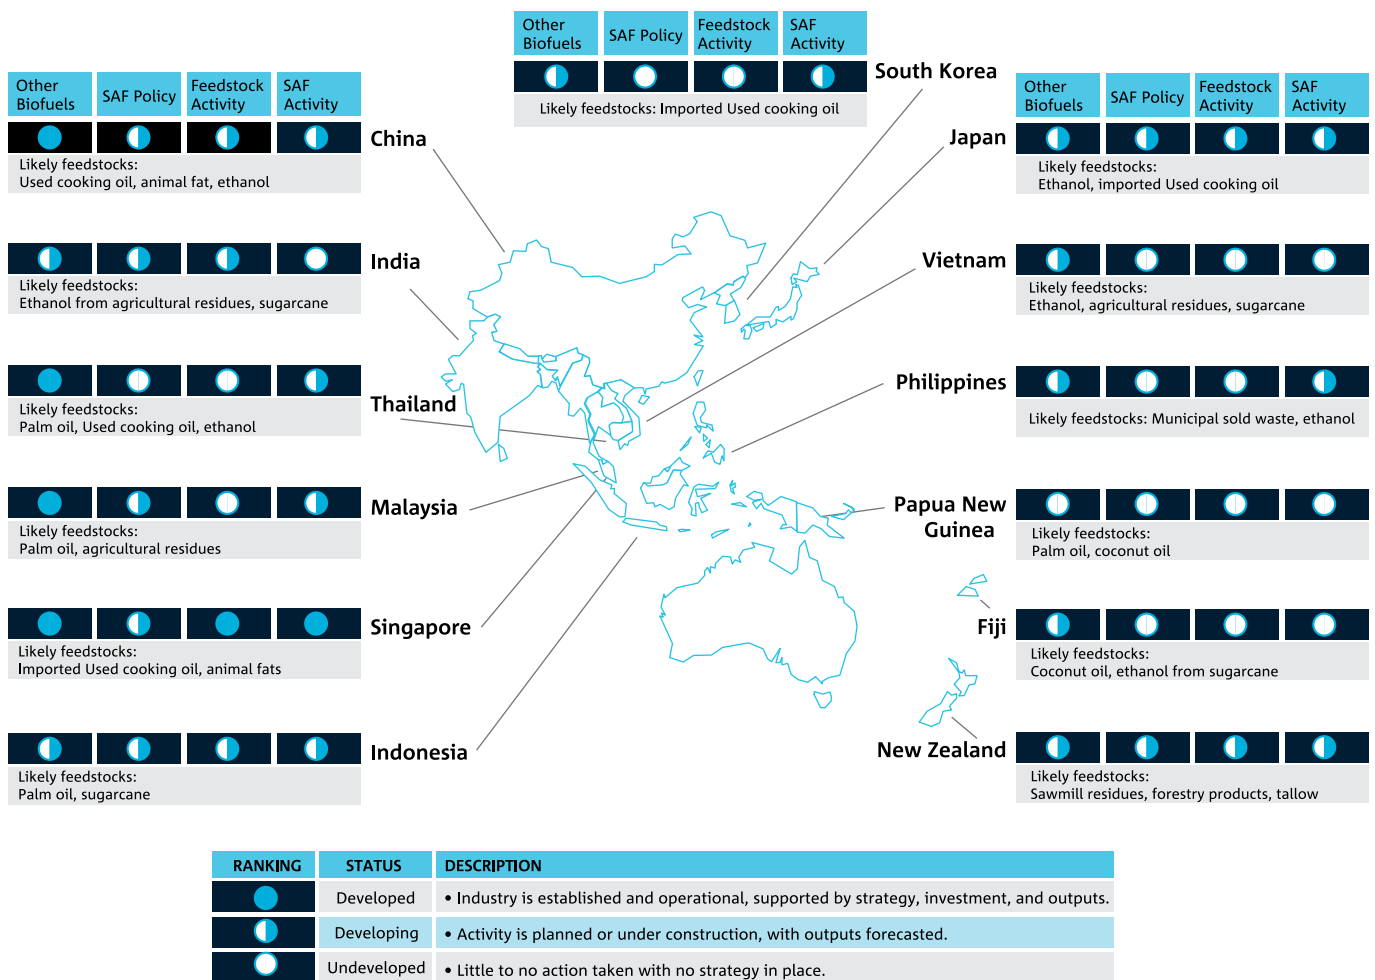 Other
Biofuels
SAF Policy
Feedstock
Activity
SAF
Activity
South Korea
Likely feedstocks: Imported Used cooking oil
Other
Biofuels
SAF Policy
Feedstock
Activity
SAF
Activity
China
Likely feedstocks:
Used cooking oil, animal fat, ethanol
India
Likely feedstocks:
Ethanol from agricultural residues, sugarcane
Thailand
Likely feedstocks:
Palm oil, Used cooking oil, ethanol
Malaysia
Likely feedstocks:
Palm oil, agricultural residues
Singapore
Likely feedstocks:
Imported Used cooking oil, animal fats
Indonesia
Likely feedstocks:
Palm oil, sugarcane
Other
Biofuels
SAF Policy
Feedstock
Activity
SAF
Activity
Japan
Likely feedstocks:
Ethanol, imported Used cooking oil
Vietnam
Likely feedstocks:
Ethanol, agricultural residues, sugarcane
Philippines
Likely feedstocks: Municipal sold waste, ethanol
Papua New
Guinea
Likely feedstocks:
Palm oil, coconut oil
Fiji
Likely feedstocks:
Coconut oil, ethanol from sugarcane
New Zealand
Likely feedstocks:
Sawmill residues, forestry products, tallow
RANKING STATUS DESCRIPTION
Developed • Industry is established and operational, supported by strategy, investment, and outputs.
Developing • Activity is planned or under construction, with outputs forecasted.
Undeveloped • Little to no action taken with no strategy in place.